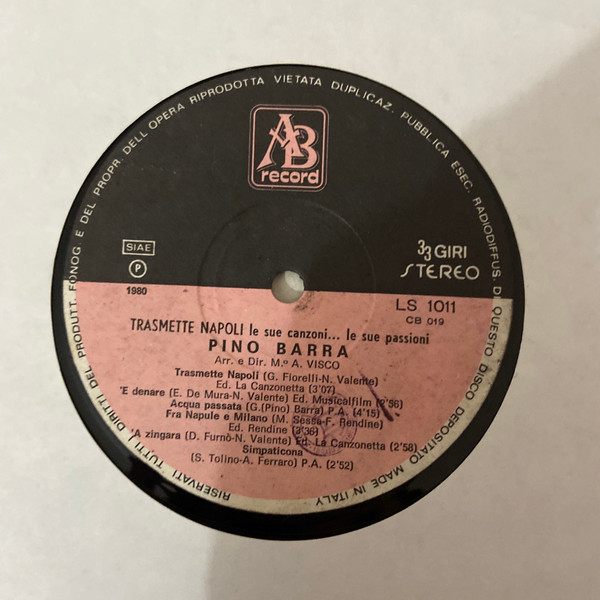 RISERVATI TUTTI DIRITTI DEL PRODUTT. FONOG. E DEL PROPR. DELL OPERA RIPRODOTTA VIETATA DUPLICAZ. PUBBLICA ESEC. RADIODIFFUS. DI QUESTO DISCO DEPOSITATO MADE IN ITALY
AB
record
SIAE
P
1980
33 GIRI
STEREO
LS 1011
CB 019
TRASMETTE NAPOLI le sue canzoni... le sue passioni
PINO BARRA
Arr. e Dir. M.o A. VISCO
Trasmette Napoli (G. Fiorelli-N. Valente)
Ed. La Canzonetta (3'07)
'E denare (E. De Mura-N. Valente) Ed. Musicalfilm (2'56)
Acqua passata (G.(Pino) Barra) P.A. (4'15)
Fra Napule e Milano (M. Sessa-F. Rendine)
Ed. Rendine (3'36)
'A zingara (D. Furnò-N. Valente) Ed. La Canzonetta (2'58)
Simpaticona
(S. Tolino-A. Ferraro) P.A. (2'52)